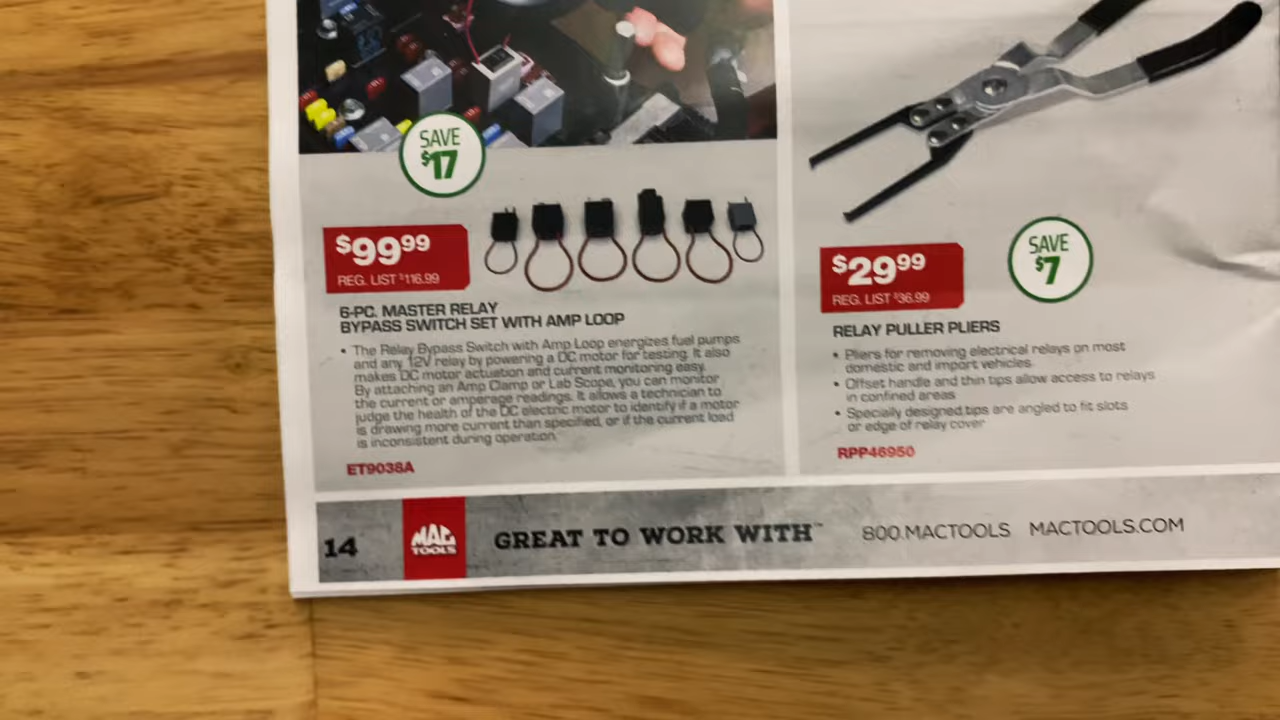 SAVE
$17
$99⁹⁹
REG. LIST $116.99
6-PC. MASTER RELAY
BYPASS SWITCH SET WITH AMP LOOP
• The Relay Bypass Switch with Amp Loop energizes fuel pumps
and any 12V relay by powering a DC motor for testing. It also
makes DC motor actuation and current monitoring easy.
By attaching an Amp Clamp or Lab Scope, you can monitor
the current or amperage readings. It allows a technician to
judge the health of the DC electric motor to identify if a motor
is drawing more current than specified, or if the current load
is inconsistent during operation.
ET9038A
$29⁹⁹
REG. LIST $36.99
SAVE
$7
RELAY PULLER PLIERS
• Pliers for removing electrical relays on most
domestic and import vehicles
• Offset handle and thin tips allow access to relays
in confined areas
• Specially designed tips are angled to fit slots
or edge of relay cover
RPP46950
14
MAC
TOOLS
GREAT TO WORK WITH™
800.MACTOOLS MACTOOLS.COM